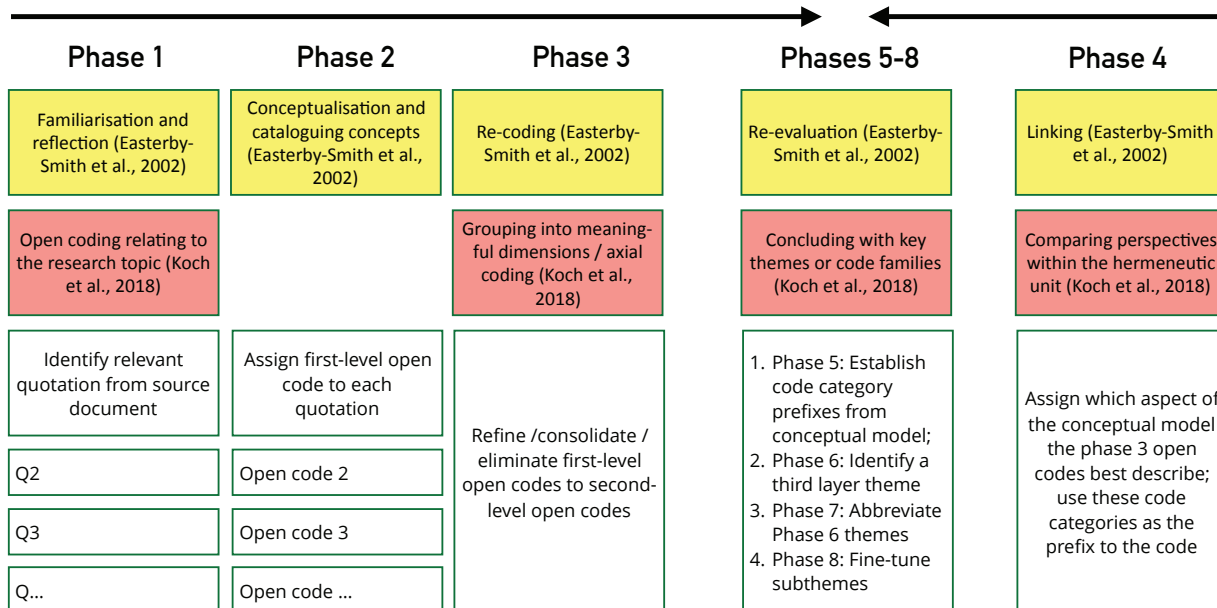 Phase 1
Phase 2
Phase 3
Phases 5-8
Phase 4
Familiarisation and
reflection (Easterby-
Smith et al., 2002)
Conceptualisation and
cataloguing concepts
(Easterby-Smith et al.,
2002)
Re-coding (Easterby-
Smith et al., 2002)
Re-evaluation (Easterby-
Smith et al., 2002)
Linking (Easterby-Smith
et al., 2002)
Open coding relating to
the research topic (Koch
et al., 2018)
Grouping into meaning-
ful dimensions / axial
coding (Koch et al.,
2018)
Concluding with key
themes or code families
(Koch et al., 2018)
Comparing perspectives
within the hermeneutic
unit (Koch et al., 2018)
Identify relevant
quotation from source
document
Assign first-level open
code to each
quotation
Refine /consolidate /
eliminate first-level
open codes to second-
level open codes
1. Phase 5: Establish
code category
prefixes from
conceptual model;
2. Phase 6: Identify a
third layer theme
3. Phase 7: Abbreviate
Phase 6 themes
4. Phase 8: Fine-tune
subthemes
Assign which aspect of
the conceptual model
the phase 3 open
codes best describe;
use these code
categories as the
prefix to the code
Q2
Open code 2
Q3
Open code 3
Q...
Open code ...